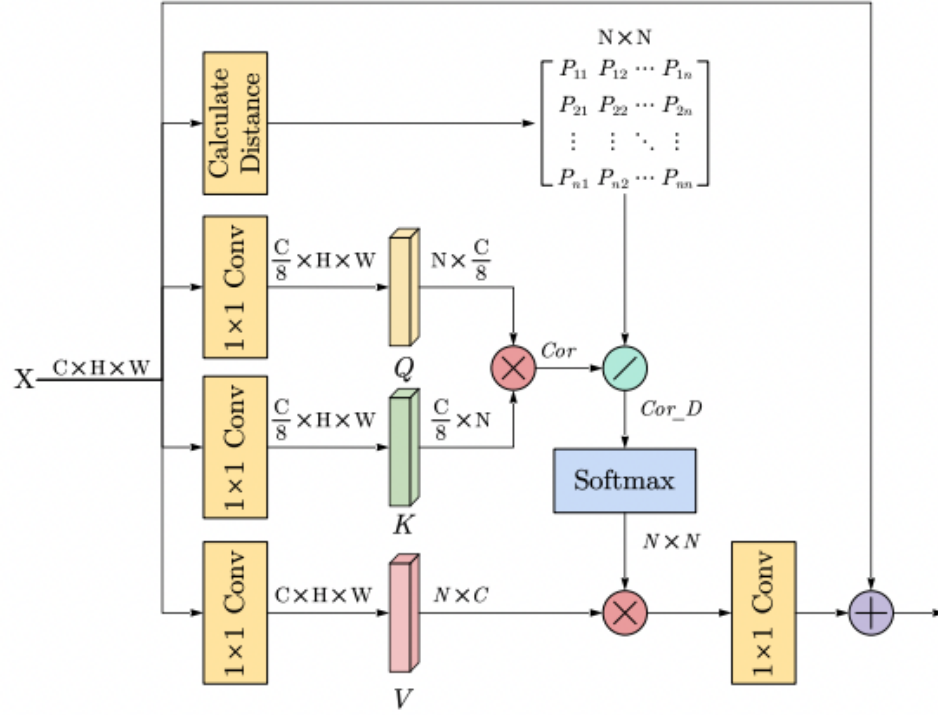 N×N
P11 P12 ⋯ P1n
P21 P22 ⋯ P2n
⋮ ⋮ ⋱ ⋮
Pn1 Pn2 ⋯ Pnn
Calculate
Distance
1×1 Conv
C/8 ×H×W
N× C/8
Q
Cor
X
C×H×W
1×1 Conv
C/8 ×H×W
C/8 ×N
K
Cor_D
Softmax
N×N
1×1 Conv
C×H×W
N×C
V
1×1 Conv